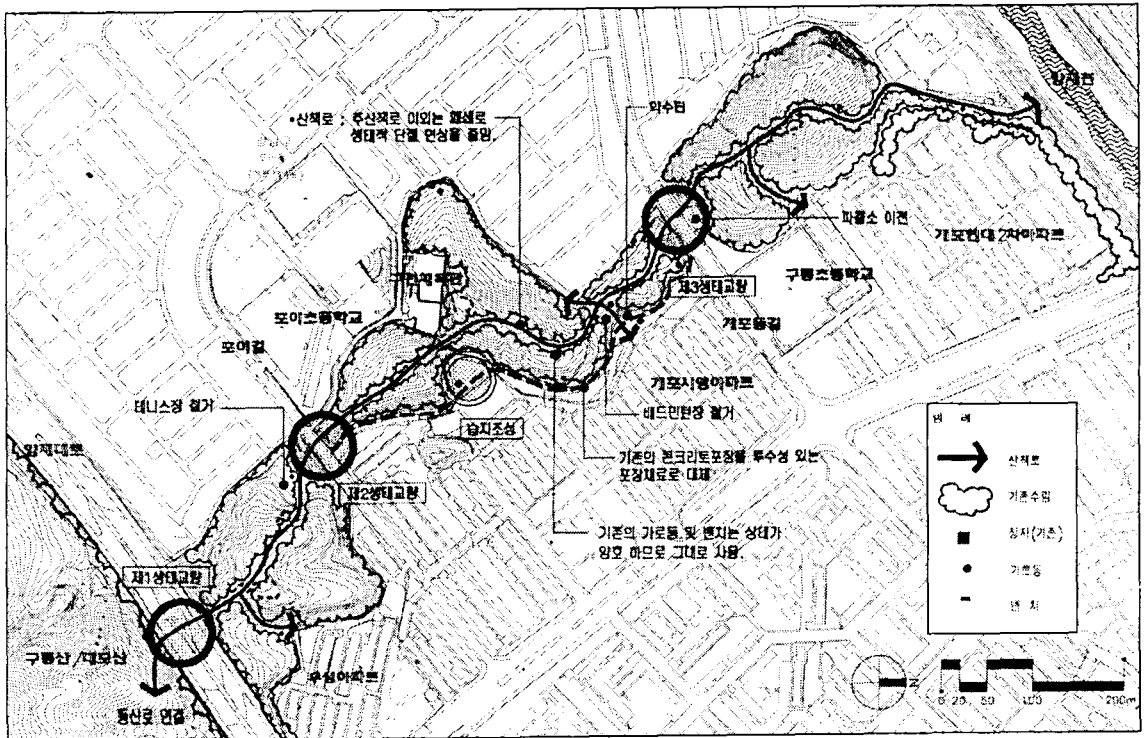 •산책로 : 주산책로 이외는 폐쇄로
생태적 단절 현상을 줄임.
약수터
양재천
파출소 이전
개포현대2차아파트
구룡초등학교
제3생태교량
개포동길
포이초등학교
포이길
개포시영아파트
테니스장 철거
배드민턴장 철거
습지조성
양재대로
기존의 콘크리트포장을 투수성 있는
포장재료로 대체
제2생태교량
기존의 가로등 및 벤치는 상태가
양호 하므로 그대로 사용.
제1생태교량
구룡산/대모산
우성아파트
등산로 연결
범 례
산책로
기존수림
정자(기존)
가로등
벤 치
N
0 20 50 100 200m